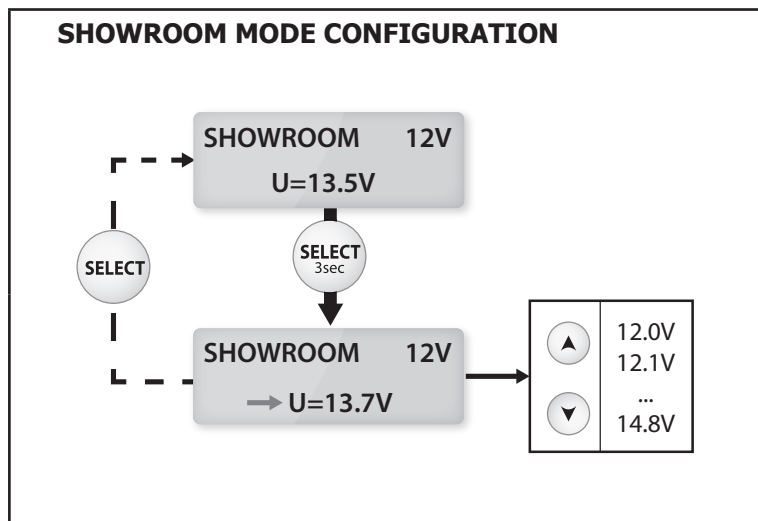 SHOWROOM MODE CONFIGURATION
SHOWROOM 12V
U=13.5V
SELECT
SELECT
3sec
SHOWROOM 12V
U=13.7V
12.0V
12.1V
...
14.8V